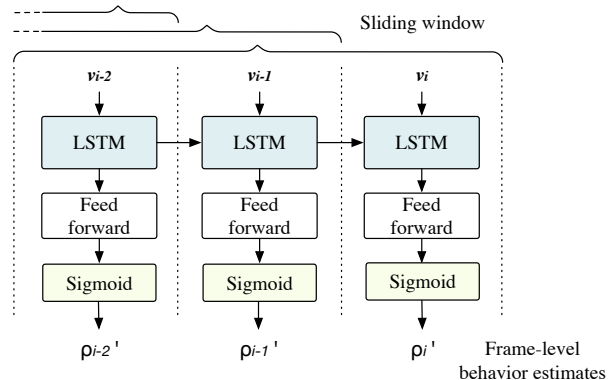 Sliding window
vi-2 vi-1 vi
LSTM LSTM LSTM
Feed forward Feed forward Feed forward
Sigmoid Sigmoid Sigmoid
ρi-2 ' ρi-1 ' ρi '
Frame-level
behavior estimates